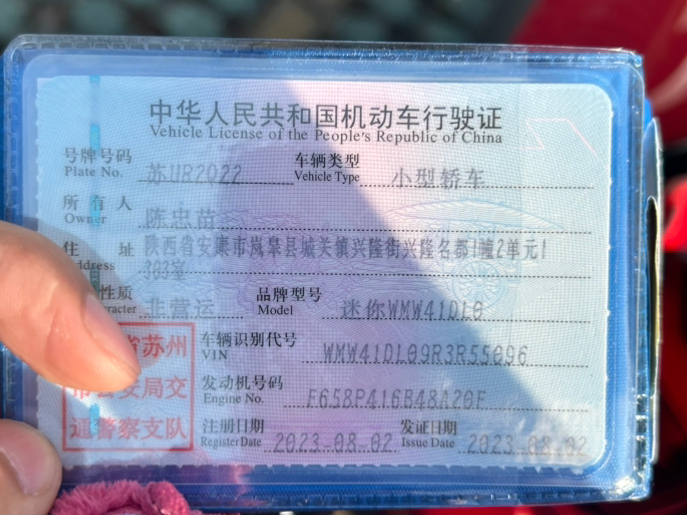 中华人民共和国机动车行驶证
Vehicle License of the People's Republic of China
号牌号码 苏UR2022 车辆类型 小型轿车
Plate No. Vehicle Type
所有人 陈忠苗
Owner
住址 陕西省安康市岚皋县城关镇兴隆街兴隆名都1幢2单元1
Address 303室
性质 非营运 品牌型号 迷你WMW41DL0
aracter Model
车辆识别代号 WMW41DL09R3R55096
VIN
发动机号码 F658P416B48A20F
Engine No.
省苏州
市公安局交
通警察支队
注册日期 2023-08-02 发证日期 2023-08-02
Register Date Issue Date